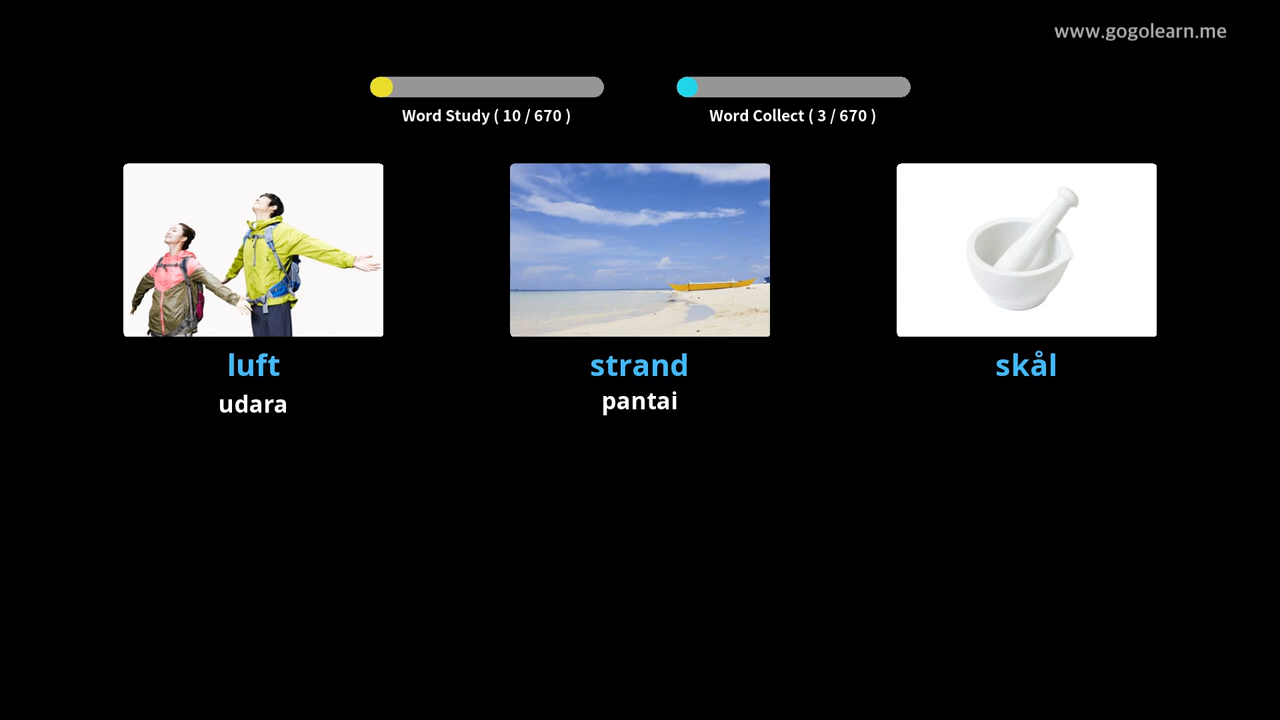 www.gogolearn.me
Word Study ( 10 / 670 )
Word Collect ( 3 / 670 )
luft
strand
skål
udara
pantai